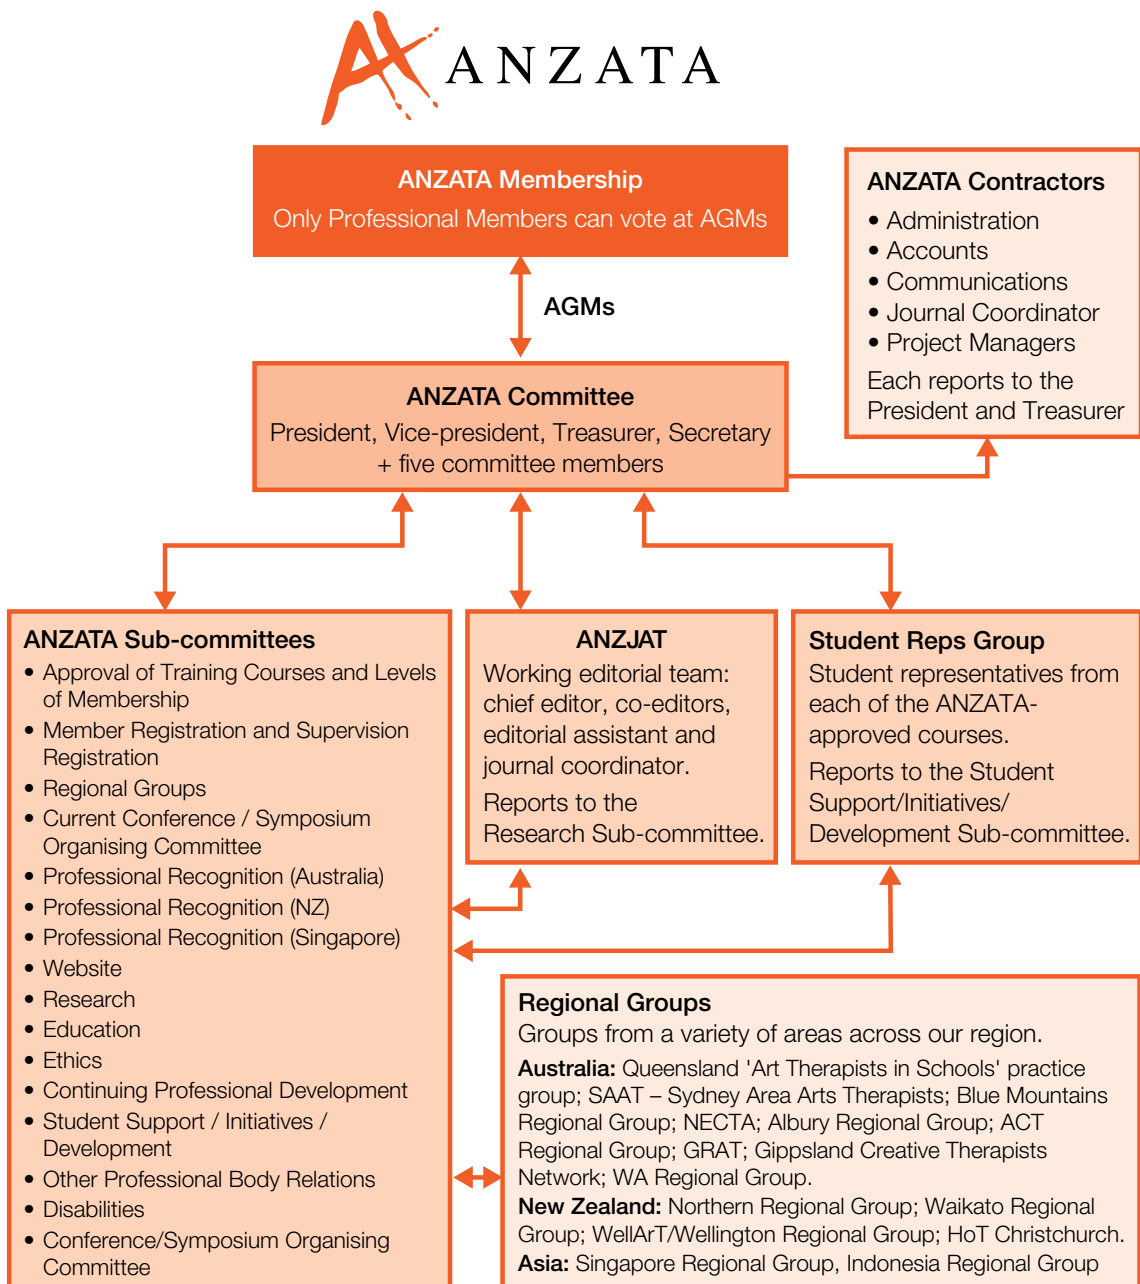 ANZATA
ANZATA Membership
Only Professional Members can vote at AGMs
ANZATA Contractors
• Administration
• Accounts
• Communications
• Journal Coordinator
• Project Managers
Each reports to the
President and Treasurer
AGMs
ANZATA Committee
President, Vice-president, Treasurer, Secretary
+ five committee members
ANZATA Sub-committees
• Approval of Training Courses and Levels
of Membership
• Member Registration and Supervision
Registration
• Regional Groups
• Current Conference / Symposium
Organising Committee
• Professional Recognition (Australia)
• Professional Recognition (NZ)
• Professional Recognition (Singapore)
• Website
• Research
• Education
• Ethics
• Continuing Professional Development
• Student Support / Initiatives /
Development
• Other Professional Body Relations
• Disabilities
• Conference/Symposium Organising
Committee
ANZJAT
Working editorial team:
chief editor, co-editors,
editorial assistant and
journal coordinator.
Reports to the
Research Sub-committee.
Student Reps Group
Student representatives from
each of the ANZATA-
approved courses.
Reports to the Student
Support/Initiatives/
Development Sub-committee.
Regional Groups
Groups from a variety of areas across our region.
Australia: Queensland 'Art Therapists in Schools' practice
group; SAAT – Sydney Area Arts Therapists; Blue Mountains
Regional Group; NECTA; Albury Regional Group; ACT
Regional Group; GRAT; Gippsland Creative Therapists
Network; WA Regional Group.
New Zealand: Northern Regional Group; Waikato Regional
Group; WellArT/Wellington Regional Group; HoT Christchurch.
Asia: Singapore Regional Group, Indonesia Regional Group